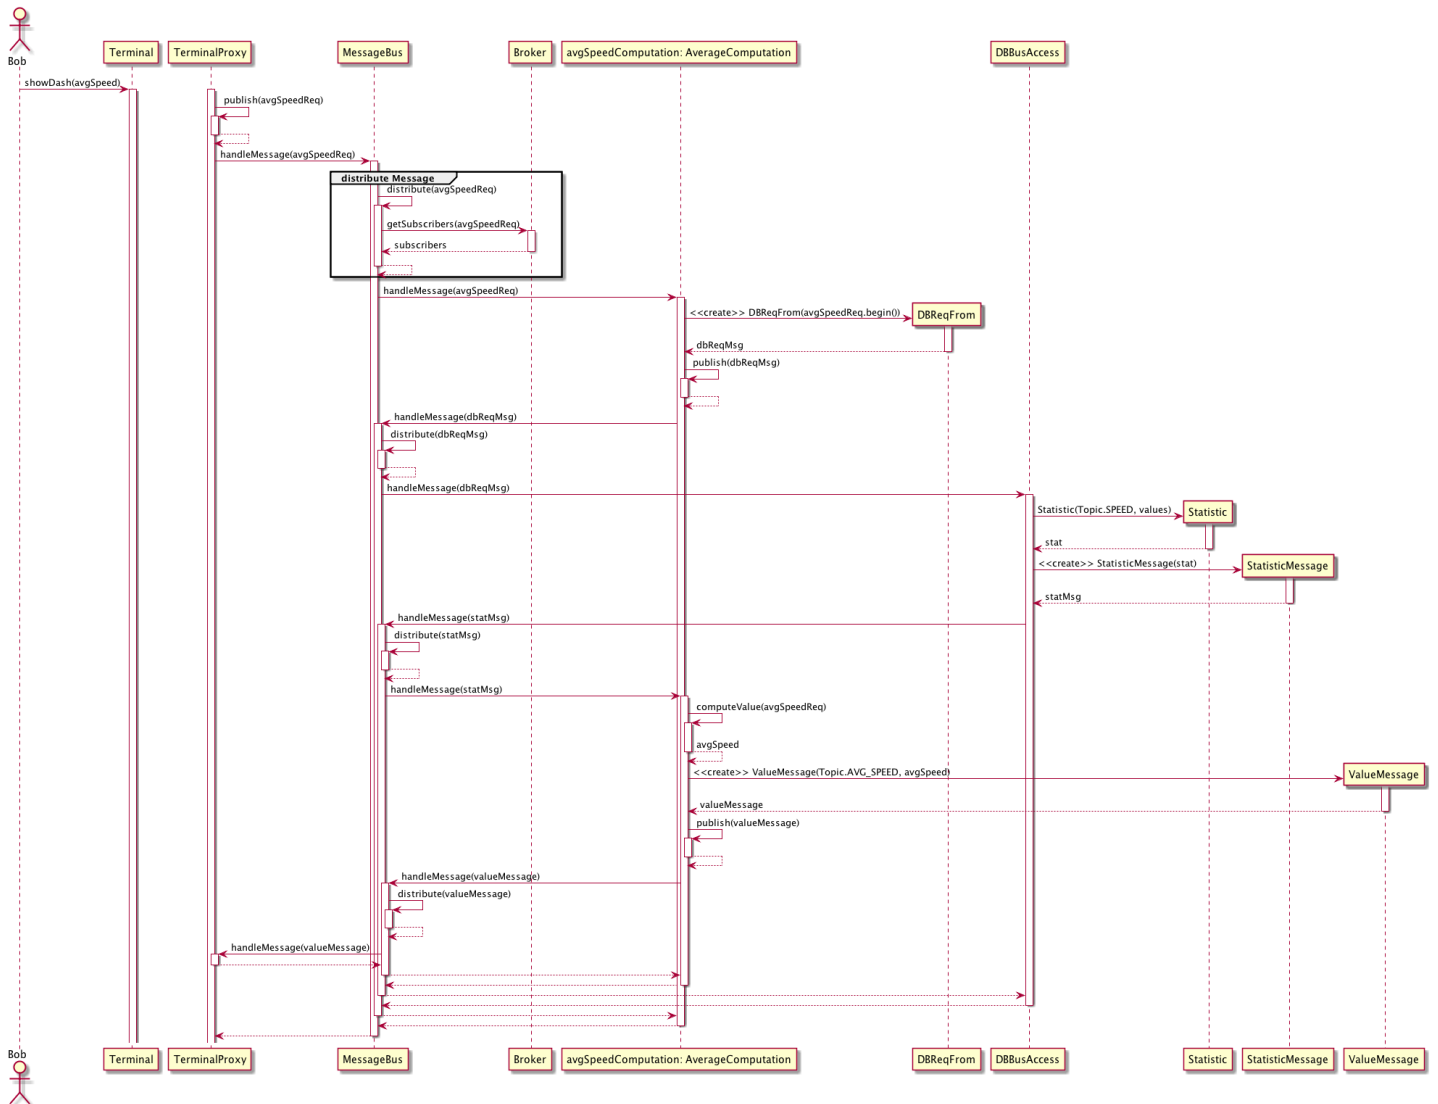 Bob
Terminal
TerminalProxy
MessageBus
Broker
avgSpeedComputation: AverageComputation
DBBusAccess
showDash(avgSpeed)
publish(avgSpeedReq)
handleMessage(avgSpeedReq)
distribute Message
distribute(avgSpeedReq)
getSubscribers(avgSpeedReq)
subscribers
handleMessage(avgSpeedReq)
<<create>> DBReqFrom(avgSpeedReq.begin())
DBReqFrom
dbReqMsg
publish(dbReqMsg)
handleMessage(dbReqMsg)
distribute(dbReqMsg)
handleMessage(dbReqMsg)
Statistic(Topic.SPEED, values)
Statistic
stat
<<create>> StatisticMessage(stat)
StatisticMessage
statMsg
handleMessage(statMsg)
distribute(statMsg)
handleMessage(statMsg)
computeValue(avgSpeedReq)
avgSpeed
<<create>> ValueMessage(Topic.AVG_SPEED, avgSpeed)
ValueMessage
valueMessage
publish(valueMessage)
handleMessage(valueMessage)
distribute(valueMessage)
handleMessage(valueMessage)
Bob
Terminal
TerminalProxy
MessageBus
Broker
avgSpeedComputation: AverageComputation
DBReqFrom
DBBusAccess
Statistic
StatisticMessage
ValueMessage